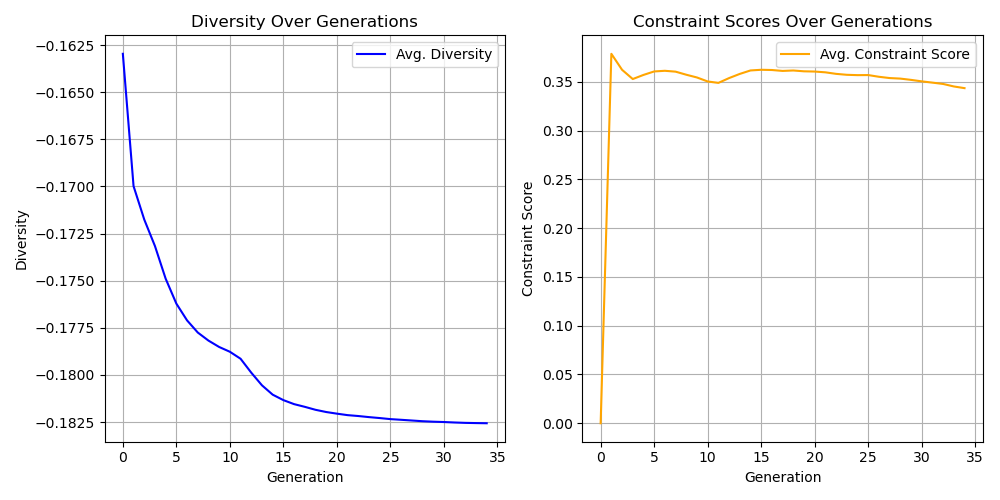 Diversity Over Generations
Avg. Diversity
−0.1625
−0.1650
−0.1675
−0.1700
−0.1725
−0.1750
−0.1775
−0.1800
−0.1825
Diversity
0 5 10 15 20 25 30 35
Generation
Constraint Scores Over Generations
Avg. Constraint Score
0.35
0.30
0.25
0.20
0.15
0.10
0.05
0.00
Constraint Score
0 5 10 15 20 25 30 35
Generation